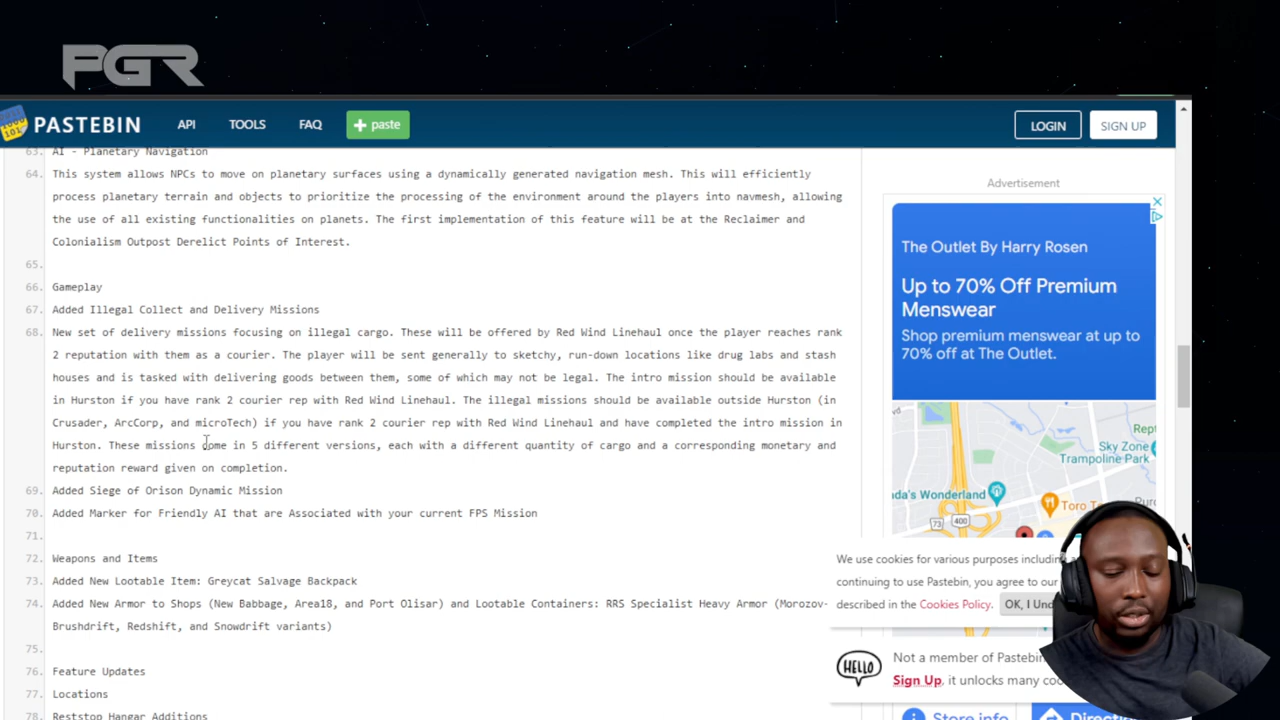 PGR
PASTEBIN
API
TOOLS
FAQ
+ paste
LOGIN
SIGN UP
63. AI - Planetary Navigation
64. This system allows NPCs to move on planetary surfaces using a dynamically generated navigation mesh. This will efficiently
process planetary terrain and objects to prioritize the processing of the environment around the players into navmesh, allowing
the use of all existing functionalities on planets. The first implementation of this feature will be at the Reclaimer and
Colonialism Outpost Derelict Points of Interest.
65.
66. Gameplay
67. Added Illegal Collect and Delivery Missions
68. New set of delivery missions focusing on illegal cargo. These will be offered by Red Wind Linehaul once the player reaches rank
2 reputation with them as a courier. The player will be sent generally to sketchy, run-down locations like drug labs and stash
houses and is tasked with delivering goods between them, some of which may not be legal. The intro mission should be available
in Hurston if you have rank 2 courier rep with Red Wind Linehaul. The illegal missions should be available outside Hurston (in
Crusader, ArcCorp, and microTech) if you have rank 2 courier rep with Red Wind Linehaul and have completed the intro mission in
Hurston. These missions come in 5 different versions, each with a different quantity of cargo and a corresponding monetary and
reputation reward given on completion.
69. Added Siege of Orison Dynamic Mission
70. Added Marker for Friendly AI that are Associated with your current FPS Mission
71.
72. Weapons and Items
73. Added New Lootable Item: Greycat Salvage Backpack
74. Added New Armor to Shops (New Babbage, Area18, and Port Olisar) and Lootable Containers: RRS Specialist Heavy Armor (Morozov-
Brushdrift, Redshift, and Snowdrift variants)
75.
76. Feature Updates
77. Locations
78. Reststop Hangar Additions
Advertisement
The Outlet By Harry Rosen
Up to 70% Off Premium
Menswear
Shop premium menswear at up to
70% off at The Outlet.
Rept
Sky Zone
Trampoline Park
da's Wonderland
Toro T
73
400
We use cookies for various purposes including a
continuing to use Pastebin, you agree to our
described in the Cookies Policy. OK, I Und
HELLO
Not a member of Pastebin
Sign Up, it unlocks many coo
Store info
Directi